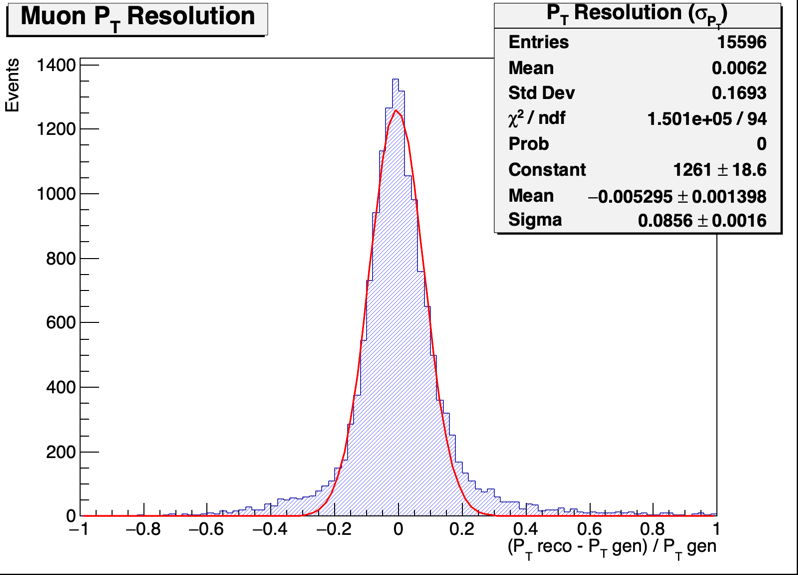 Muon P_T Resolution
P_T Resolution (σ_P_T)
Entries 15596
Mean 0.0062
Std Dev 0.1693
χ² / ndf 1.501e+05 / 94
Prob 0
Constant 1261 ± 18.6
Mean −0.005295 ± 0.001398
Sigma 0.0856 ± 0.0016
Events
1400
1200
1000
800
600
400
200
0
−1 −0.8 −0.6 −0.4 −0.2 0 0.2 0.4 0.6 0.8 1
(P_T reco - P_T gen) / P_T gen